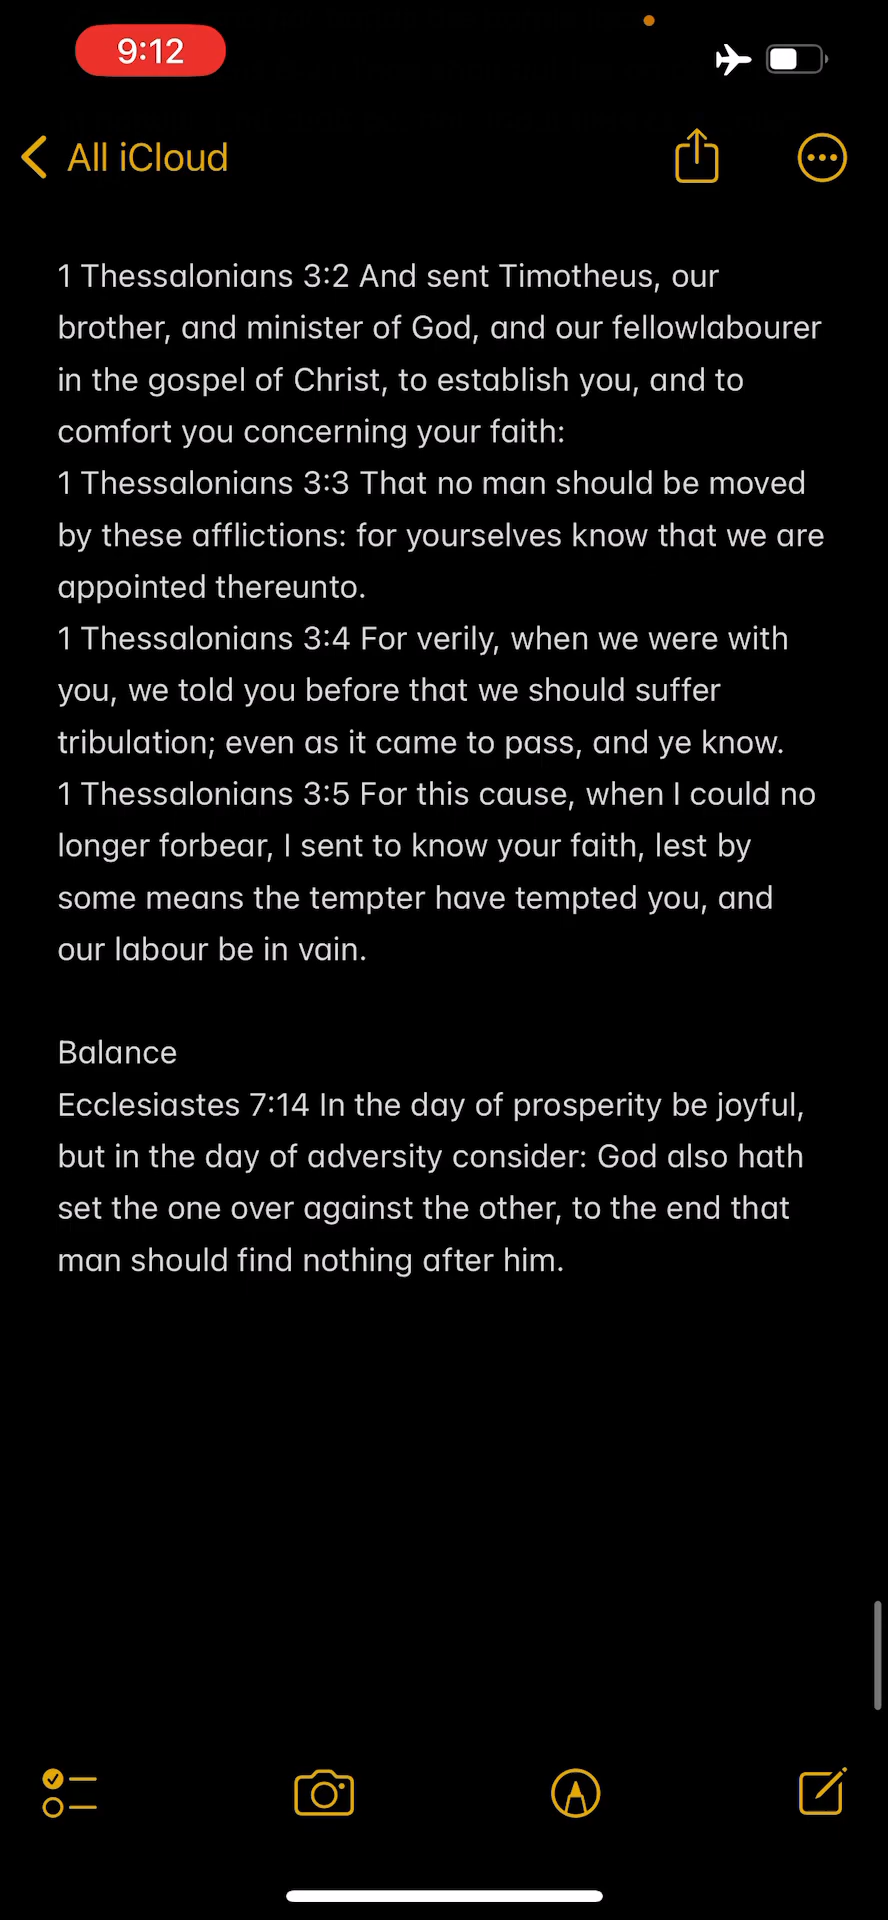 9:12
All iCloud
1 Thessalonians 3:2 And sent Timotheus, our
brother, and minister of God, and our fellowlabourer
in the gospel of Christ, to establish you, and to
comfort you concerning your faith:
1 Thessalonians 3:3 That no man should be moved
by these afflictions: for yourselves know that we are
appointed thereunto.
1 Thessalonians 3:4 For verily, when we were with
you, we told you before that we should suffer
tribulation; even as it came to pass, and ye know.
1 Thessalonians 3:5 For this cause, when I could no
longer forbear, I sent to know your faith, lest by
some means the tempter have tempted you, and
our labour be in vain.
Balance
Ecclesiastes 7:14 In the day of prosperity be joyful,
but in the day of adversity consider: God also hath
set the one over against the other, to the end that
man should find nothing after him.